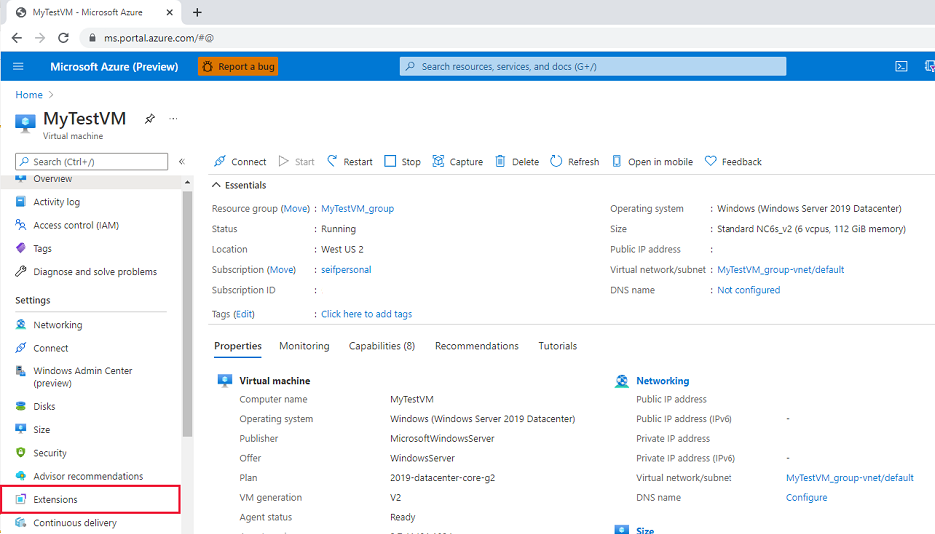 MyTestVM - Microsoft Azure
ms.portal.azure.com/#@
Microsoft Azure (Preview) Report a bug Search resources, services, and docs (G+/)
Home
MyTestVM
Virtual machine
Search (Ctrl+/)
Connect Start Restart Stop Capture Delete Refresh Open in mobile Feedback
Overview
Activity log
Access control (IAM)
Tags
Diagnose and solve problems
Settings
Networking
Connect
Windows Admin Center
(preview)
Disks
Size
Security
Advisor recommendations
Extensions
Continuous delivery
Essentials
Resource group (Move) : MyTestVM_group
Status : Running
Location : West US 2
Subscription (Move) : seifpersonal
Subscription ID :
Tags (Edit) : Click here to add tags
Operating system : Windows (Windows Server 2019 Datacenter)
Size : Standard NC6s_v2 (6 vcpus, 112 GiB memory)
Public IP address :
Virtual network/subnet : MyTestVM_group-vnet/default
DNS name : Not configured
Properties Monitoring Capabilities (8) Recommendations Tutorials
Virtual machine
Computer name MyTestVM
Operating system Windows (Windows Server 2019 Datacenter)
Publisher MicrosoftWindowsServer
Offer WindowsServer
Plan 2019-datacenter-core-g2
VM generation V2
Agent status Ready
Networking
Public IP address
Public IP address (IPv6) -
Private IP address
Private IP address (IPv6) -
Virtual network/subnet MyTestVM_group-vnet/default
DNS name Configure
Size